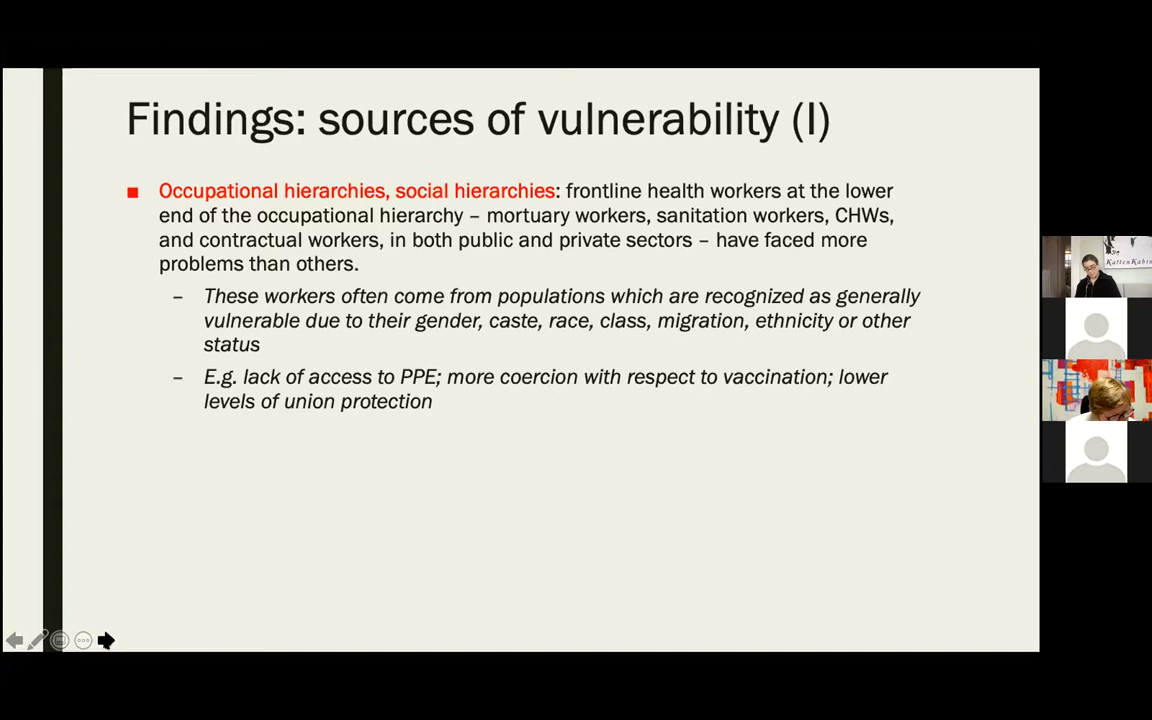 Findings: sources of vulnerability (I)
Occupational hierarchies, social hierarchies: frontline health workers at the lower
end of the occupational hierarchy – mortuary workers, sanitation workers, CHWs,
and contractual workers, in both public and private sectors – have faced more
problems than others.
– These workers often come from populations which are recognized as generally
vulnerable due to their gender, caste, race, class, migration, ethnicity or other
status
– E.g. lack of access to PPE; more coercion with respect to vaccination; lower
levels of union protection